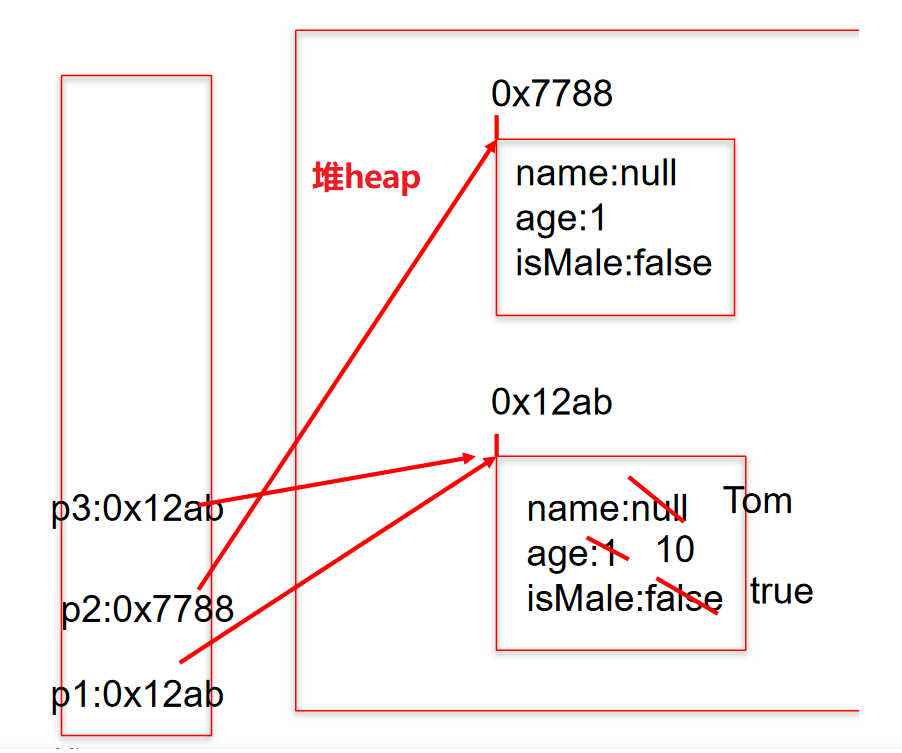 0x7788
堆heap
name:null
age:1
isMale:false
0x12ab
name:null Tom
age:1 10
isMale:false true
p3:0x12ab
p2:0x7788
p1:0x12ab